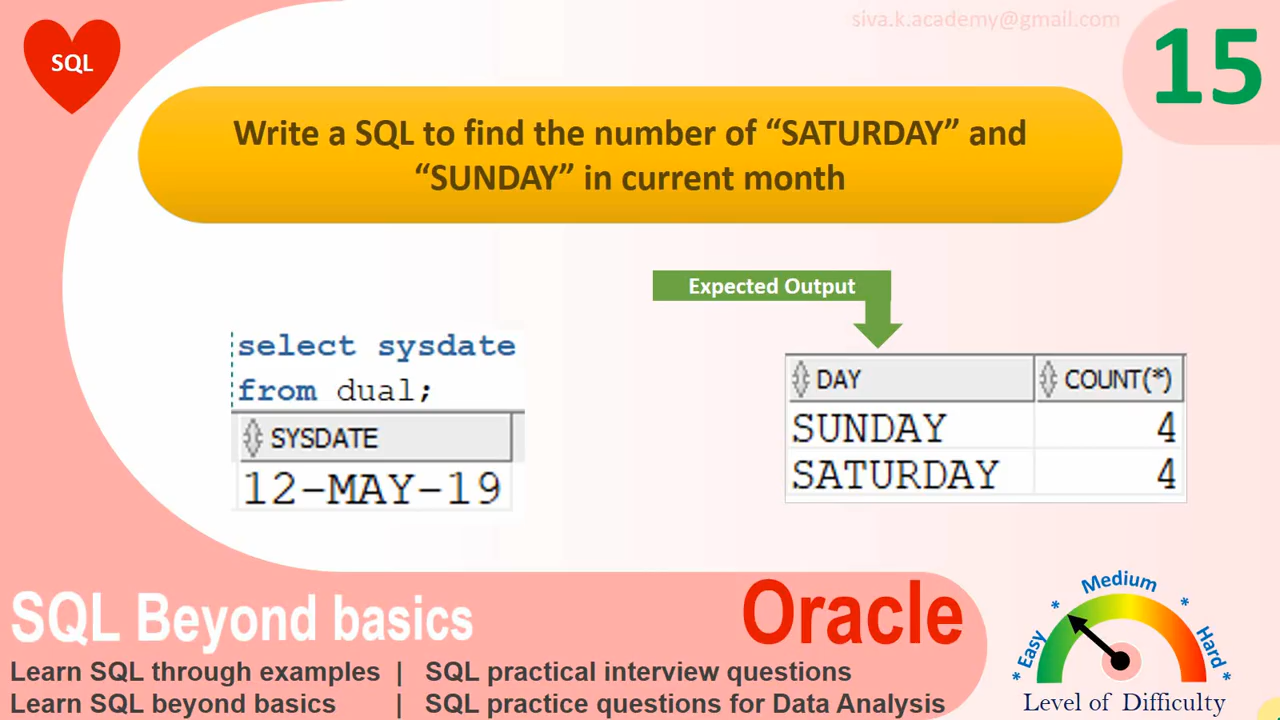 siva.k.academy@gmail.com
SQL
15
Write a SQL to find the number of “SATURDAY” and
“SUNDAY” in current month
Expected Output
select sysdate
from dual;
SYSDATE
12-MAY-19
DAY COUNT(*)
SUNDAY 4
SATURDAY 4
SQL Beyond basics
Oracle
Learn SQL through examples | SQL practical interview questions
Learn SQL beyond basics | SQL practice questions for Data Analysis
* Easy * Medium * Hard *
Level of Difficulty